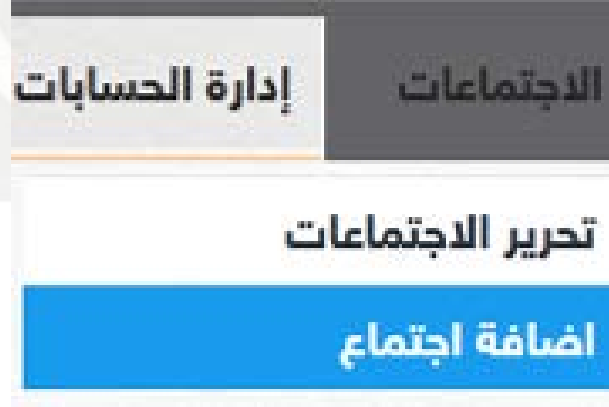 الاجتماعات إدارة الحسابات
تحرير الاجتماعات
اضافة اجتماع